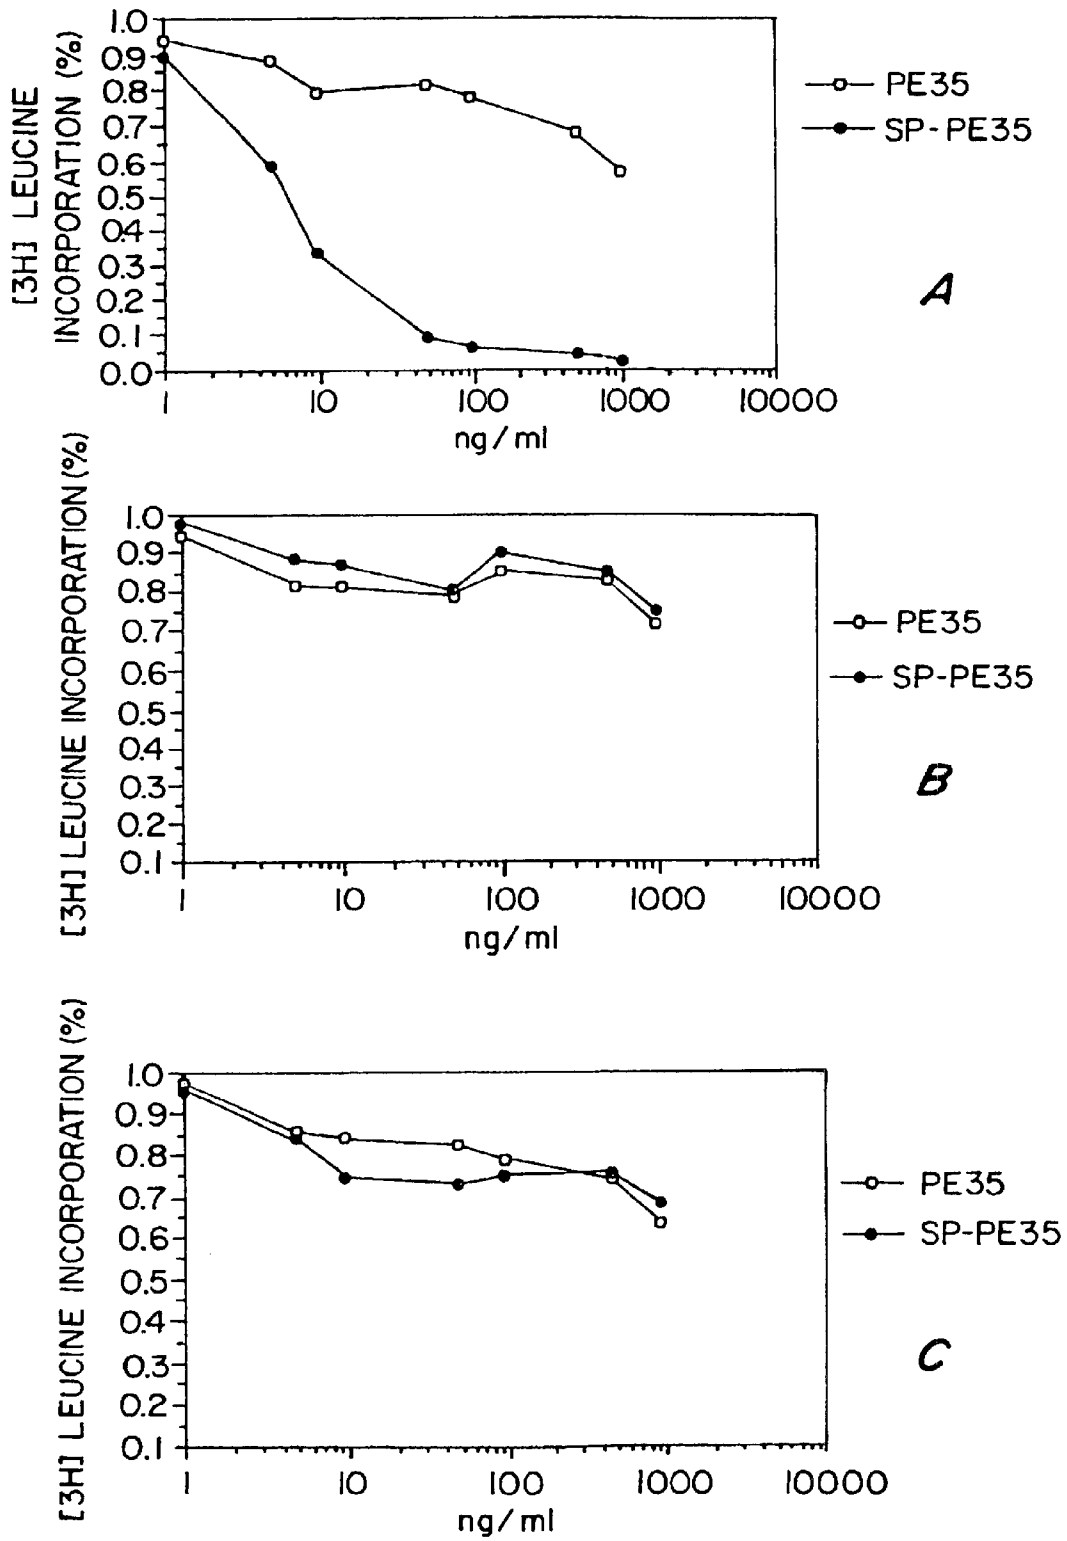 [3H] LEUCINE
INCORPORATION (%)
1.0
0.9
0.8
0.7
0.6
0.5
0.4
0.3
0.2
0.1
0.0
1
10
100
1000
10000
ng/ml
PE35
SP-PE35
A
[3H] LEUCINE INCORPORATION (%)
1.0
0.9
0.8
0.7
0.6
0.5
0.4
0.3
0.2
0.1
1
10
100
1000
10000
ng/ml
PE35
SP-PE35
B
[3H] LEUCINE INCORPORATION (%)
1.0
0.9
0.8
0.7
0.6
0.5
0.4
0.3
0.2
0.1
1
10
100
1000
10000
ng/ml
PE35
SP-PE35
C